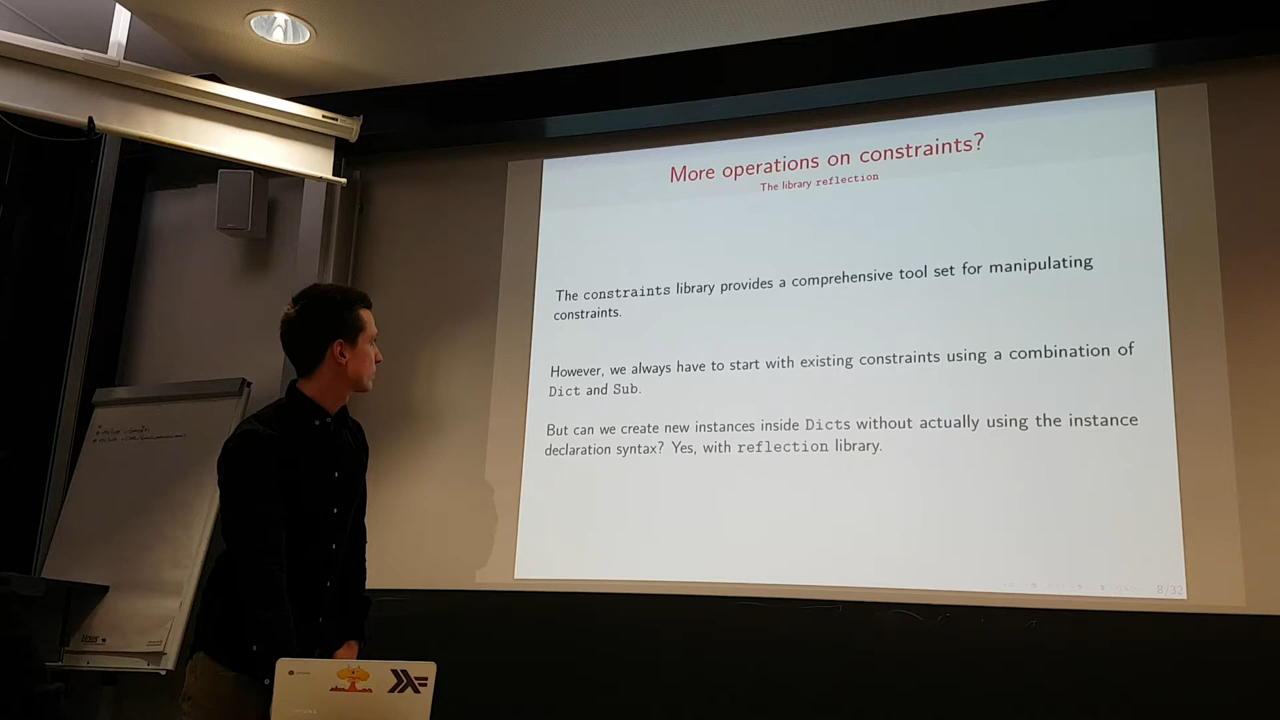 More operations on constraints?
The library reflection
The constraints library provides a comprehensive tool set for manipulating
constraints.
However, we always have to start with existing constraints using a combination of
Dict and Sub.
But can we create new instances inside Dicts without actually using the instance
declaration syntax? Yes, with reflection library.
8/32